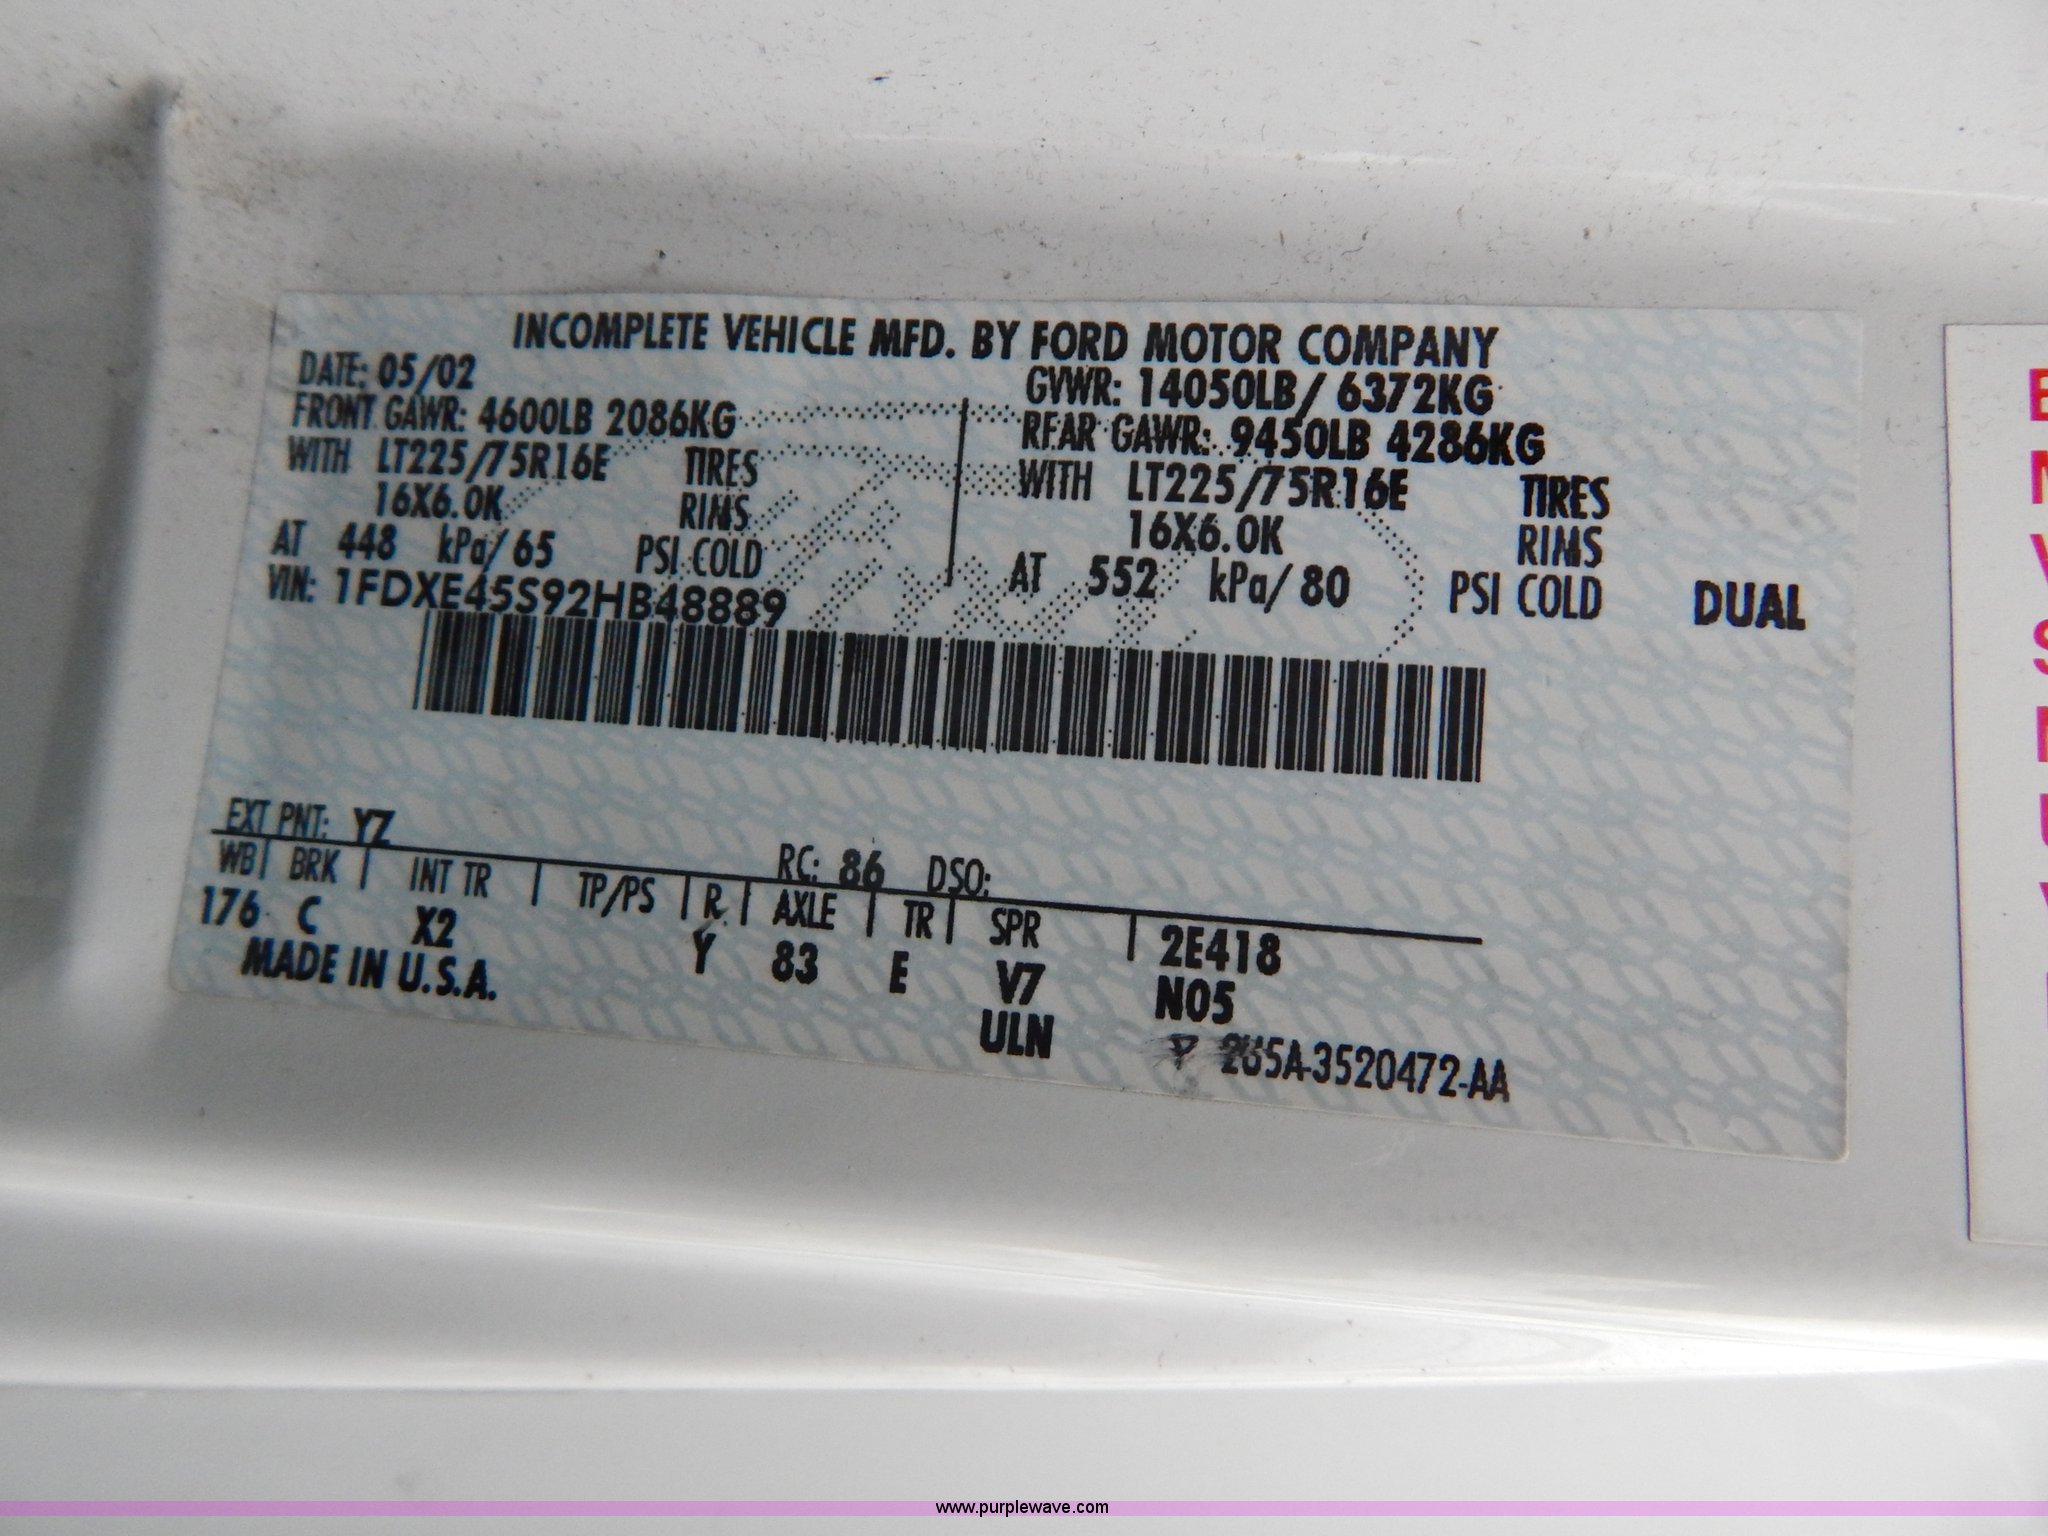 INCOMPLETE VEHICLE MFD. BY FORD MOTOR COMPANY
DATE: 05/02 GVWR: 14050LB/ 6372KG
FRONT GAWR: 4600LB 2086KG REAR GAWR: 9450LB 4286KG
WITH LT225/75R16E TIRES WITH LT225/75R16E TIRES
16X6.0K RIMS 16X6.0K RIMS
AT 448 kPa/ 65 PSI COLD AT 552 kPa/ 80 PSI COLD DUAL
VIN: 1FDXE45S92HB48889
EXT PNT: YZ RC: 86 DSO:
WB BRK INT TR TP/PS R AXLE TR SPR 2E418
176 C X2 Y 83 E V7 N05
MADE IN U.S.A. ULN
www.purplewave.com